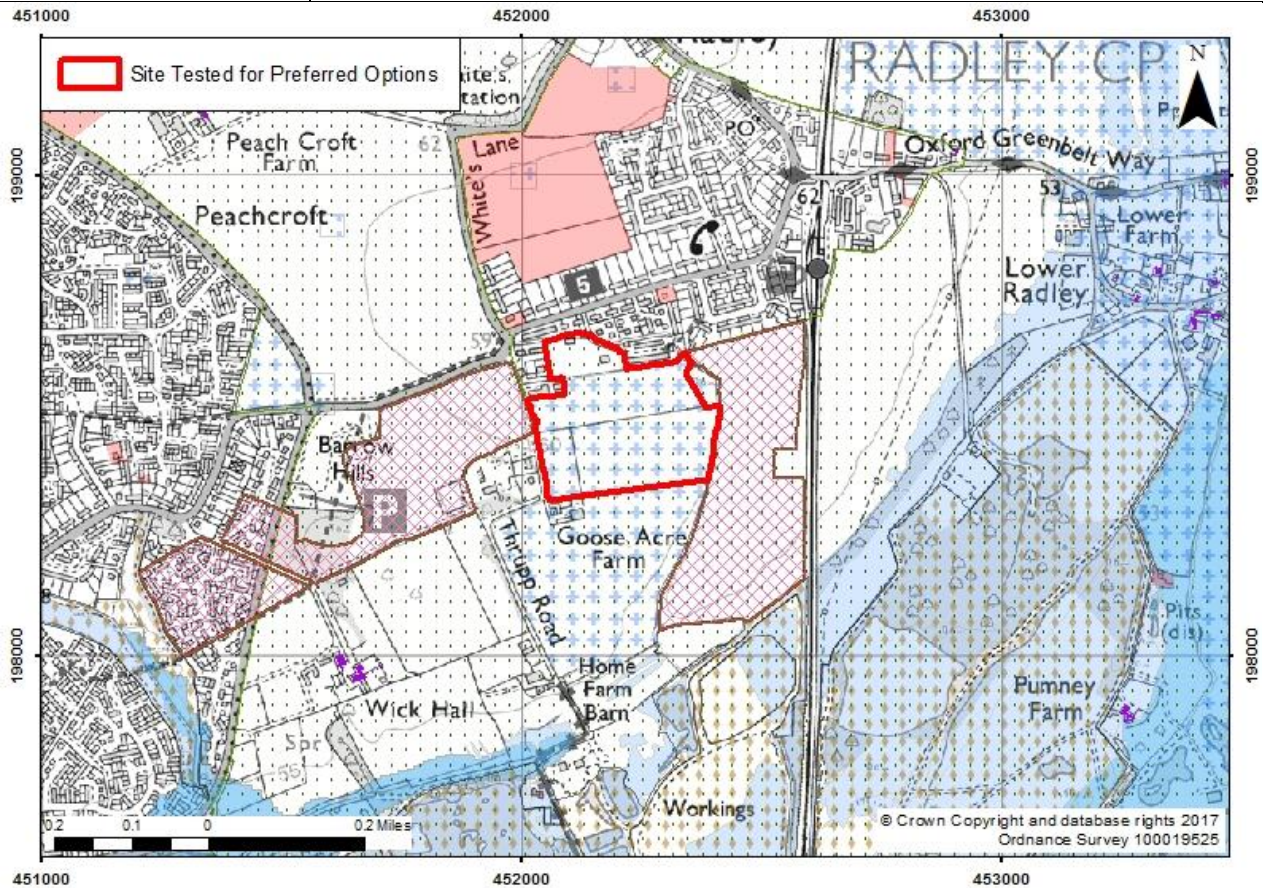 451000
452000
453000
Site Tested for Preferred Options
RADLEY CP
N
Peach Croft
Farm
62
White's Lane
PO
Oxford Greenbelt Way
199000
199000
Peachcroft
62
53
Lower
Farm
Lower
Radley
5
59
Barrow
Hills
P
Goose Acre
Farm
Thrupp Road
198000
198000
Pits
(dis)
Home
Farm
Barn
Pumney
Farm
Wick Hall
Spr
55
Workings
0.2 0.1 0 0.2 Miles
© Crown Copyright and database rights 2017
Ordnance Survey 100019525
451000
452000
453000